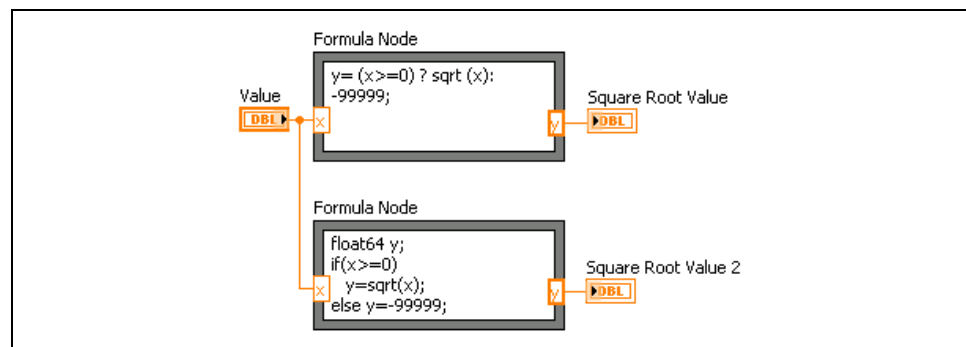 Formula Node
y= (x>=0) ? sqrt (x):
-99999;
Value
DBL
x
y
Square Root Value
DBL
Formula Node
float64 y;
if(x>=0)
y=sqrt(x);
else y=-99999;
x
y
Square Root Value 2
DBL